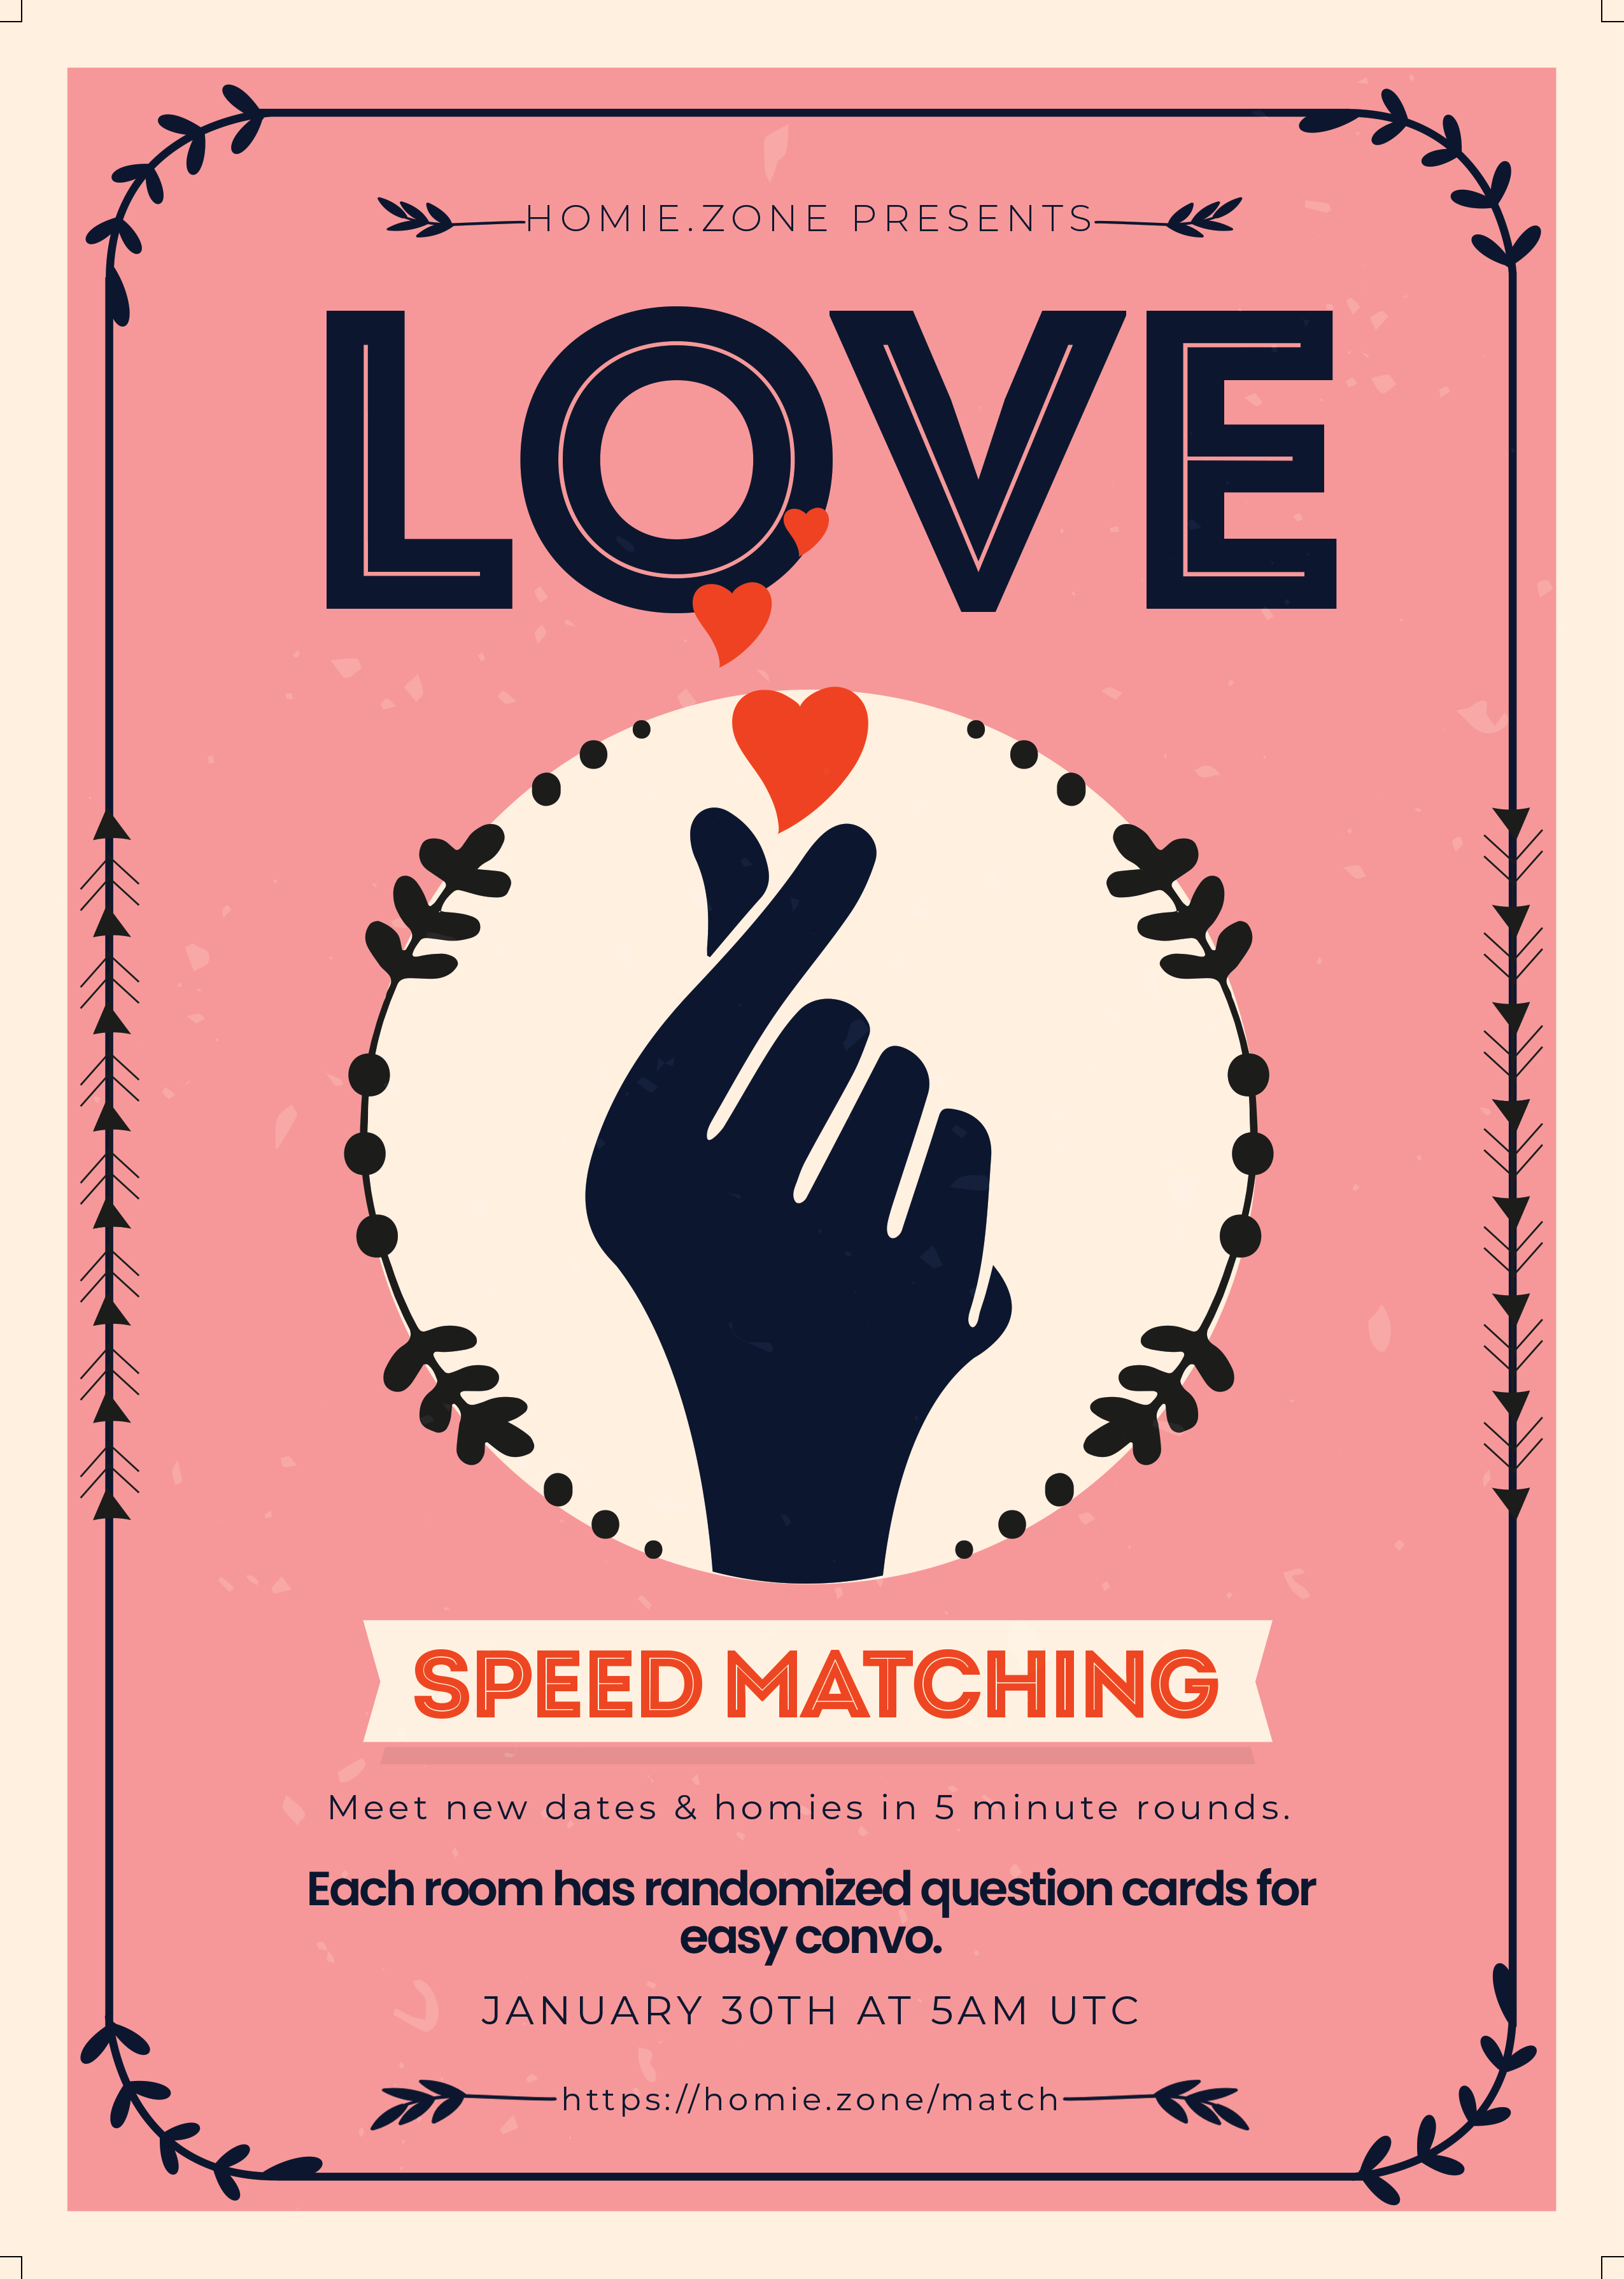 HOMIE.ZONE PRESENTS
LOVE
SPEED MATCHING
Meet new dates & homies in 5 minute rounds.
Each room has randomized question cards for
easy convo.
JANUARY 30TH AT 5AM UTC
https://homie.zone/match